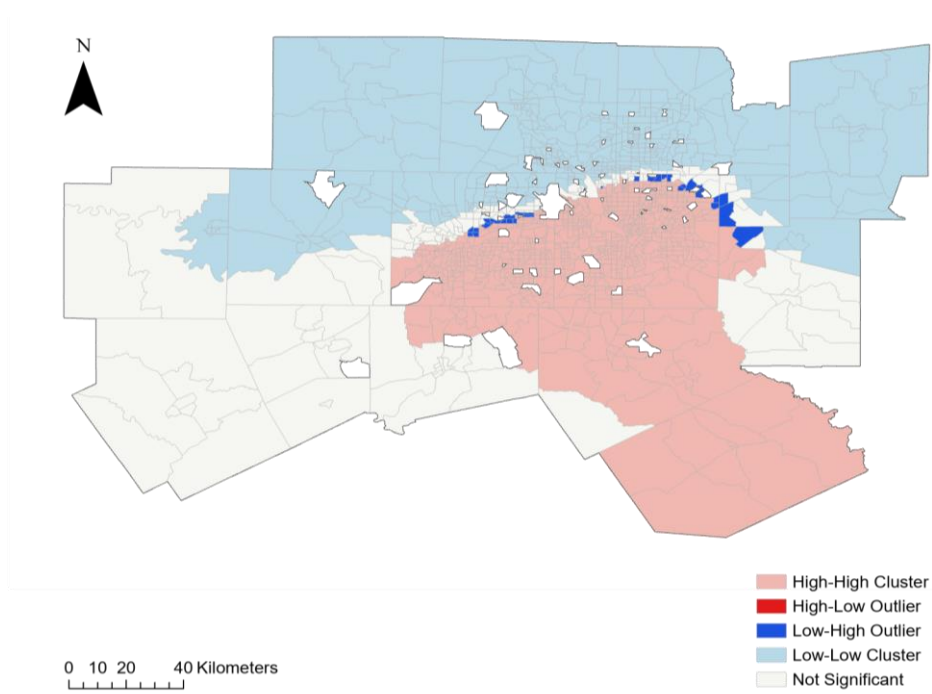 N
High-High Cluster
High-Low Outlier
Low-High Outlier
Low-Low Cluster
Not Significant
0 10 20 40 Kilometers